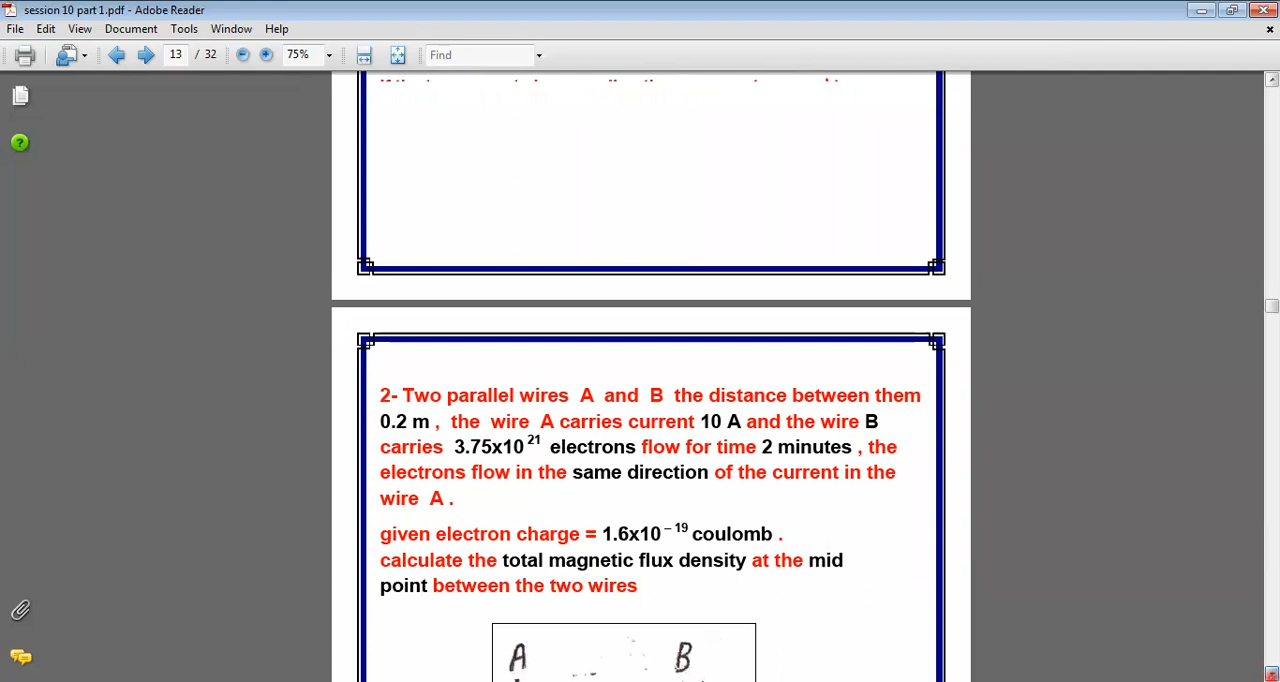 session 10 part 1.pdf - Adobe Reader
File Edit View Document Tools Window Help
13 / 32 75% Find
2- Two parallel wires A and B the distance between them
0.2 m , the wire A carries current 10 A and the wire B
carries 3.75x10 21 electrons flow for time 2 minutes , the
electrons flow in the same direction of the current in the
wire A .
given electron charge = 1.6x10 – 19 coulomb .
calculate the total magnetic flux density at the mid
point between the two wires
A B